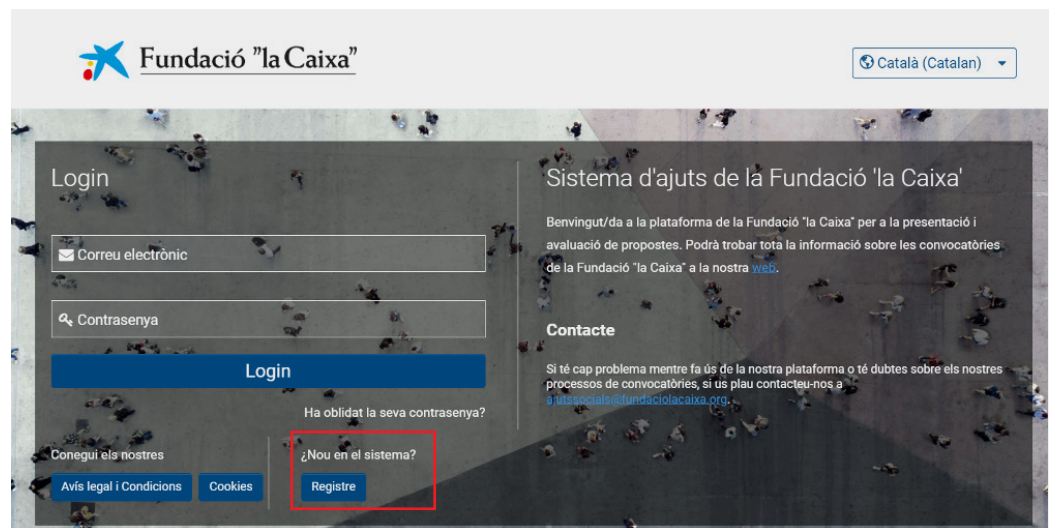 Fundació "la Caixa"
Català (Catalan)
Login
Correu electrònic
Contrasenya
Login
Ha oblidat la seva contrasenya?
Conegui els nostres
Avís legal i Condicions
Cookies
¿Nou en el sistema?
Registre
Sistema d'ajuts de la Fundació 'la Caixa'
Benvingut/da a la plataforma de la Fundació "la Caixa" per a la presentació i
avaluació de propostes. Podrà trobar tota la informació sobre les convocatòries
de la Fundació "la Caixa" a la nostra web.
Contacte
Si té cap problema mentre fa ús de la nostra plataforma o té dubtes sobre els nostres
processos de convocatòries, si us plau contacteu-nos a
ajutssocials@fundaciolacaixa.org.